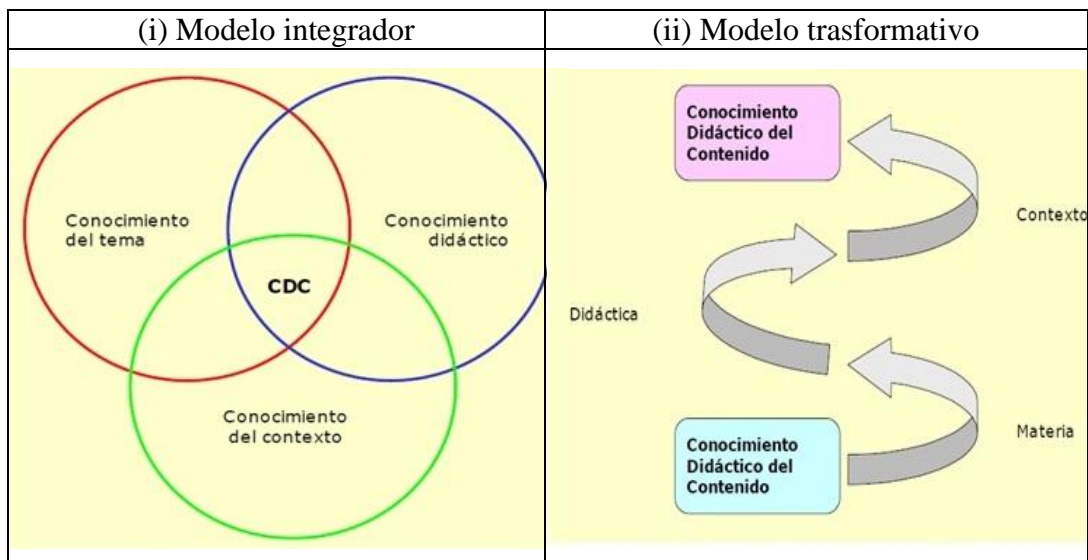 (i) Modelo integrador
(ii) Modelo trasformativo
Conocimiento
del tema
Conocimiento
didáctico
CDC
Conocimiento
del contexto
Conocimiento
Didáctico del
Contenido
Contexto
Didáctica
Materia
Conocimiento
Didáctico del
Contenido